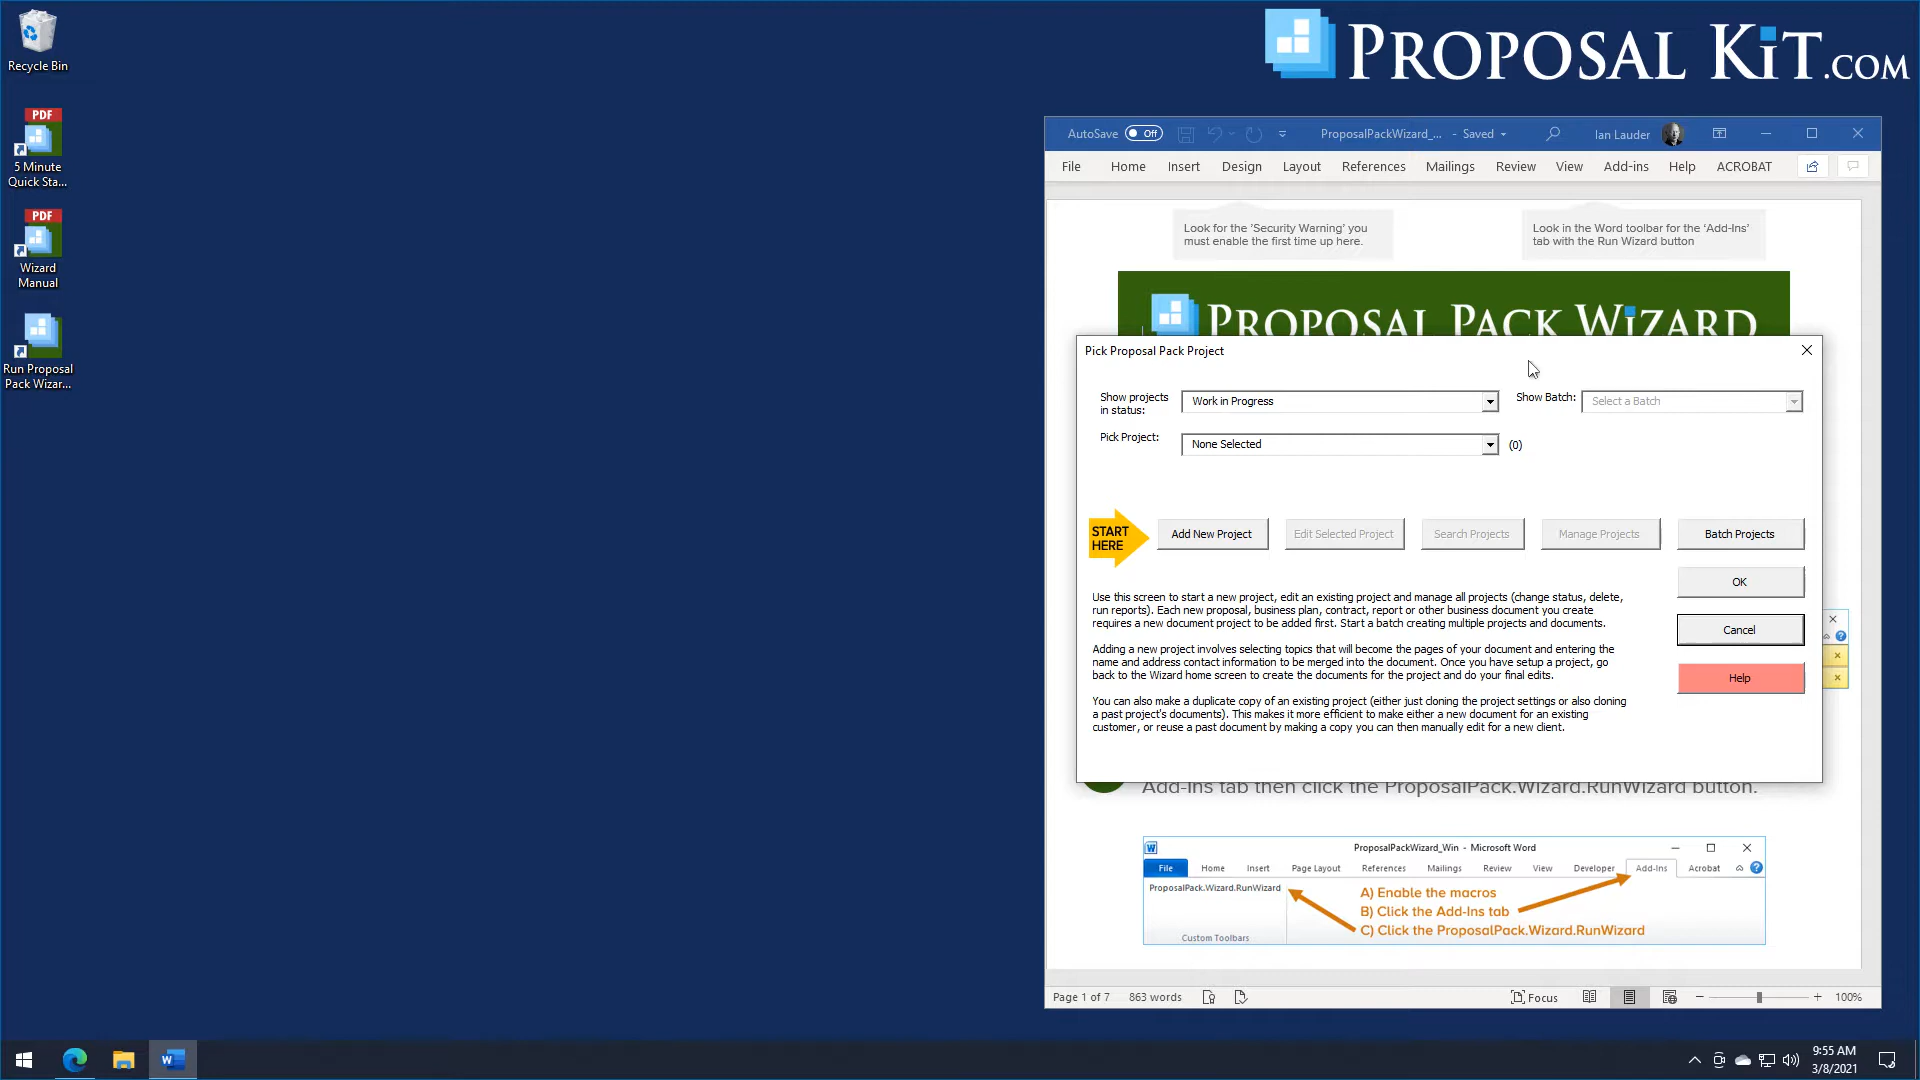 Recycle Bin
PDF
5 Minute
Quick Sta...
PDF
Wizard
Manual
Run Proposal
Pack Wizar...
PROPOSAL KIT.COM
AutoSave Off ProposalPackWizard_... - Saved Ian Lauder
File Home Insert Design Layout References Mailings Review View Add-ins Help ACROBAT
Look for the 'Security Warning' you
must enable the first time up here.
Look in the Word toolbar for the 'Add-Ins'
tab with the Run Wizard button
PROPOSAL PACK WIZARD
Pick Proposal Pack Project
Show projects
in status:
Work in Progress
Show Batch:
Select a Batch
Pick Project:
None Selected
(0)
START
HERE
Add New Project
Edit Selected Project
Search Projects
Manage Projects
Batch Projects
OK
Cancel
Help
Use this screen to start a new project, edit an existing project and manage all projects (change status, delete,
run reports). Each new proposal, business plan, contract, report or other business document you create
requires a new document project to be added first. Start a batch creating multiple projects and documents.
Adding a new project involves selecting topics that will become the pages of your document and entering the
name and address contact information to be merged into the document. Once you have setup a project, go
back to the Wizard home screen to create the documents for the project and do your final edits.
You can also make a duplicate copy of an existing project (either just cloning the project settings or also cloning
a past project's documents). This makes it more efficient to make either a new document for an existing
customer, or reuse a past document by making a copy you can then manually edit for a new client.
Add-Ins tab then click the ProposalPack.Wizard.RunWizard button.
W ProposalPackWizard_Win - Microsoft Word
File Home Insert Page Layout References Mailings Review View Developer Add-Ins Acrobat
ProposalPack.Wizard.RunWizard
A) Enable the macros
B) Click the Add-Ins tab
C) Click the ProposalPack.Wizard.RunWizard
Custom Toolbars
Page 1 of 7 863 words Focus 100%
9:55 AM
3/8/2021